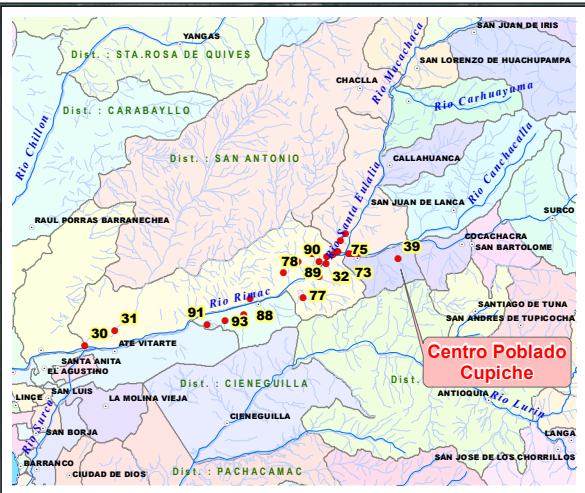 SAN JUAN DE IRIS
YANGAS
Dist. : STA.ROSA DE QUIVES
SAN LORENZO DE HUACHUPAMPA
Rio Mucachaca
CHACLLA
Rio Carhuayuma
Dist. : CARABAYLLO
Rio Chillon
Rio Canchacalla
Dist. : SAN ANTONIO
CALLAHUANCA
SAN JUAN DE LANCA
SURCO
RAUL PORRAS BARRANECHEA
Rio Santa Eulalia
COCACHACRA
SAN BARTOLOME
90
75
39
78
89
32
73
77
Rio Rimac
31
91
93
88
30
SANTIAGO DE TUNA
SAN ANDRES DE TUPICOCHA
ATE VITARTE
SANTA ANITA
EL AGUSTINO
Centro Poblado
Cupiche
Dist. : CIENEGUILLA
Dist.
SAN LUIS
LINCE
LA MOLINA VIEJA
ANTIOQUIA
Rio Lurin
CIENEGUILLA
Rio Surco
SAN BORJA
LANGA
BARRANCO
CIUDAD DE DIOS
Dist. : PACHACAMAC
SAN JOSE DE LOS CHORRILLOS